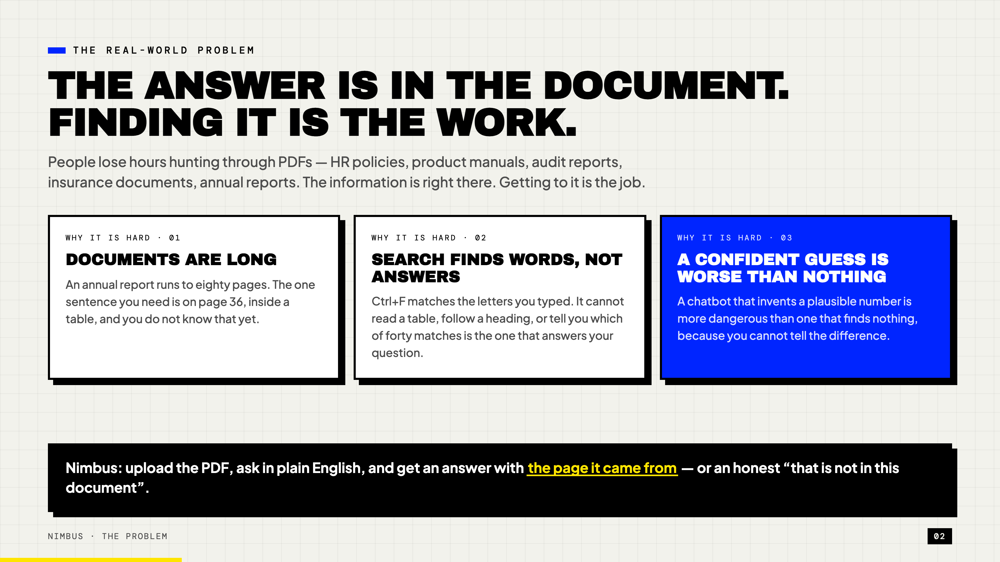 THE REAL-WORLD PROBLEM
THE ANSWER IS IN THE DOCUMENT.
FINDING IT IS THE WORK.
People lose hours hunting through PDFs — HR policies, product manuals, audit reports,
insurance documents, annual reports. The information is right there. Getting to it is the job.
WHY IT IS HARD · 01
DOCUMENTS ARE LONG
An annual report runs to eighty pages. The one
sentence you need is on page 36, inside a
table, and you do not know that yet.
WHY IT IS HARD · 02
SEARCH FINDS WORDS, NOT
ANSWERS
Ctrl+F matches the letters you typed. It cannot
read a table, follow a heading, or tell you which
of forty matches is the one that answers your
question.
WHY IT IS HARD · 03
A CONFIDENT GUESS IS
WORSE THAN NOTHING
A chatbot that invents a plausible number is
more dangerous than one that finds nothing,
because you cannot tell the difference.
Nimbus: upload the PDF, ask in plain English, and get an answer with the page it came from — or an honest “that is not in this
document”.
NIMBUS · THE PROBLEM
02